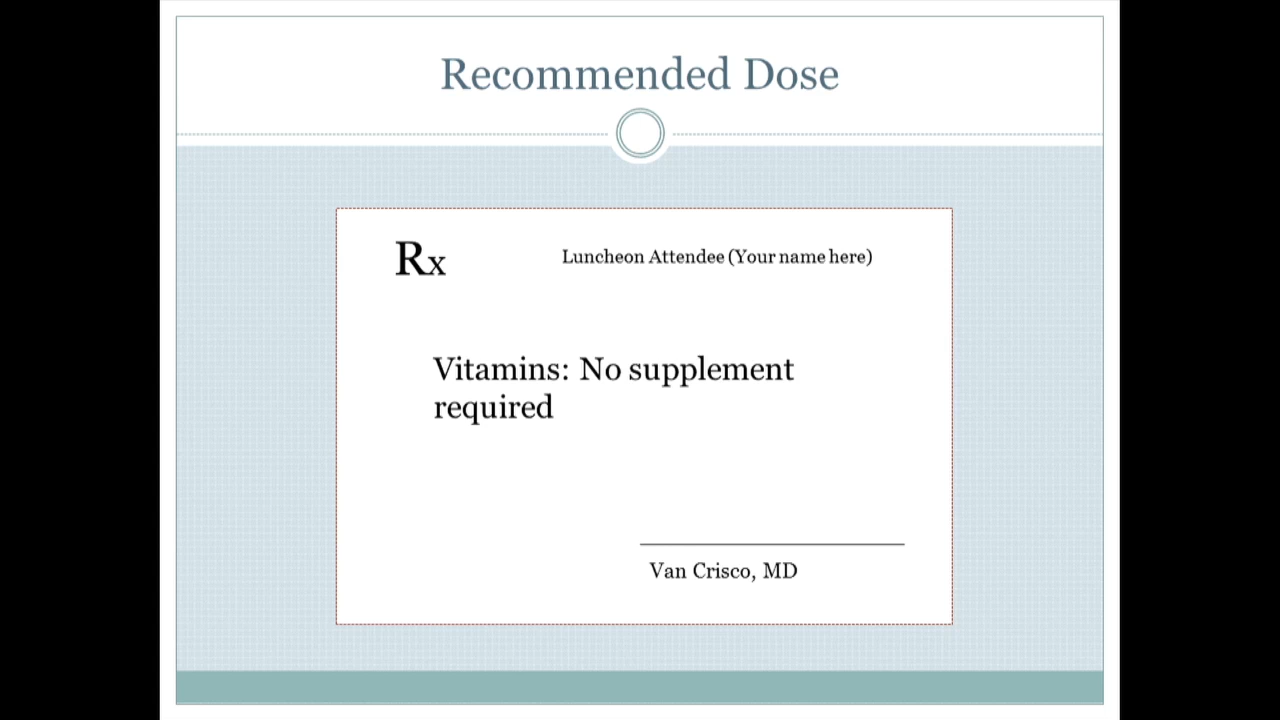 Recommended Dose
Rx
Luncheon Attendee (Your name here)
Vitamins: No supplement
required
Van Crisco, MD